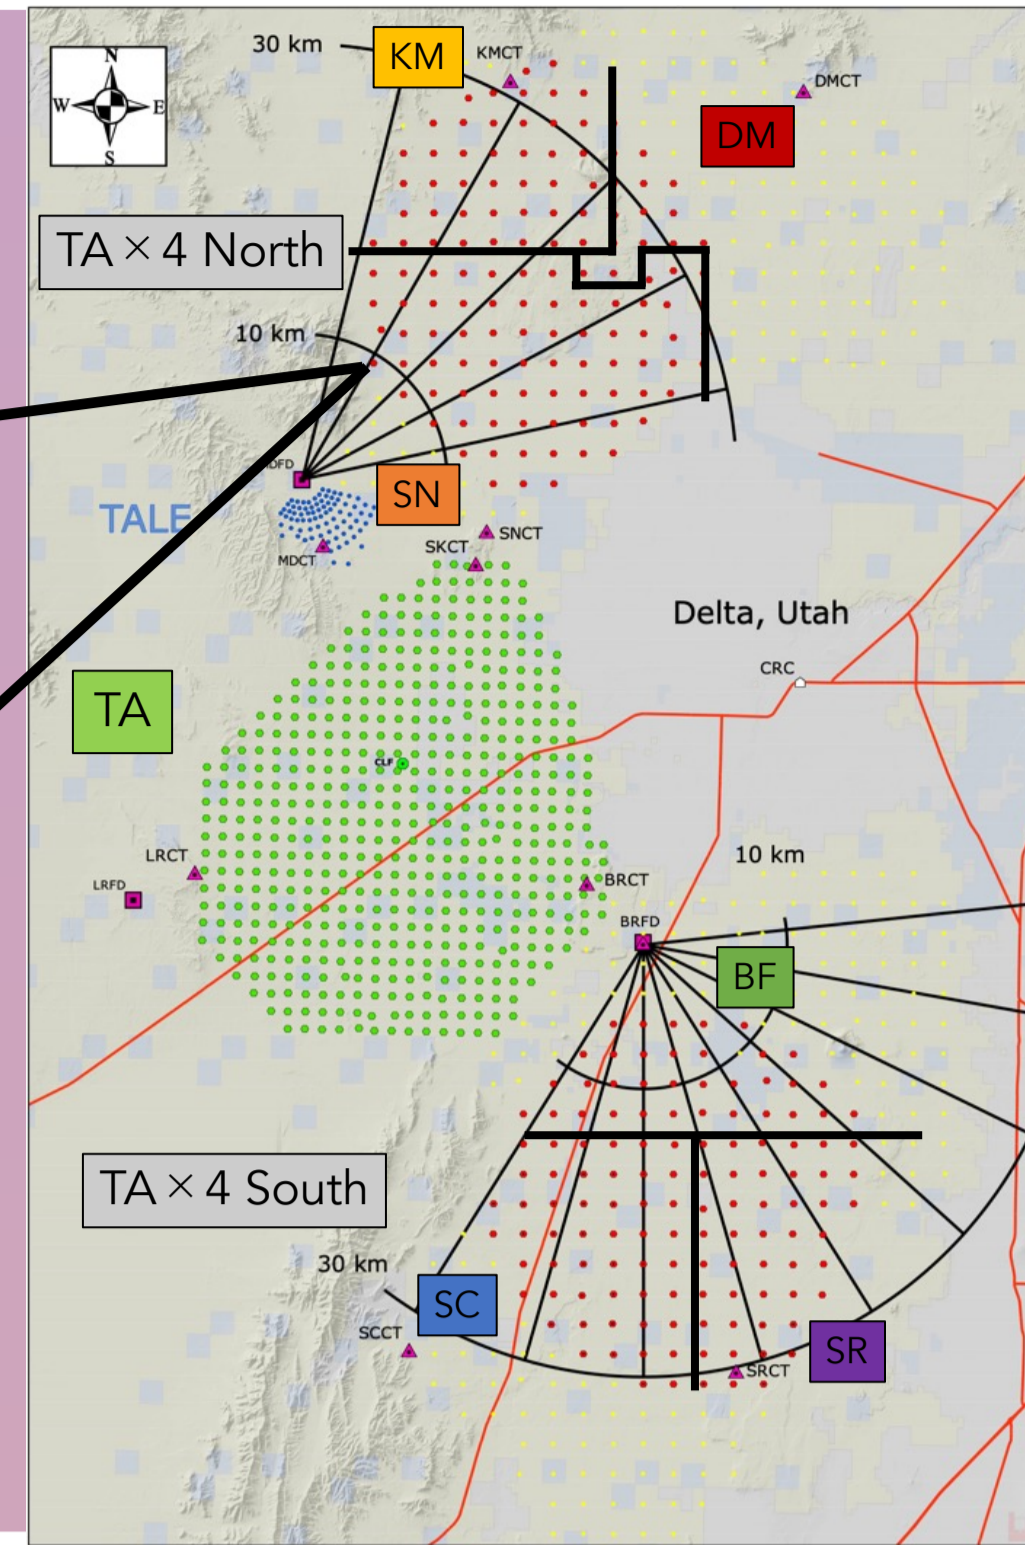 30 km
KM
KMCT
DMCT
N
W
E
S
DM
TA × 4 North
10 km
SN
TALE
SNCT
SKCT
MDCT
Delta, Utah
CRC
TA
CLF
10 km
LRCT
BRCT
LRFD
BRFD
BF
TA × 4 South
30 km
SC
SCCT
SR
SRCT